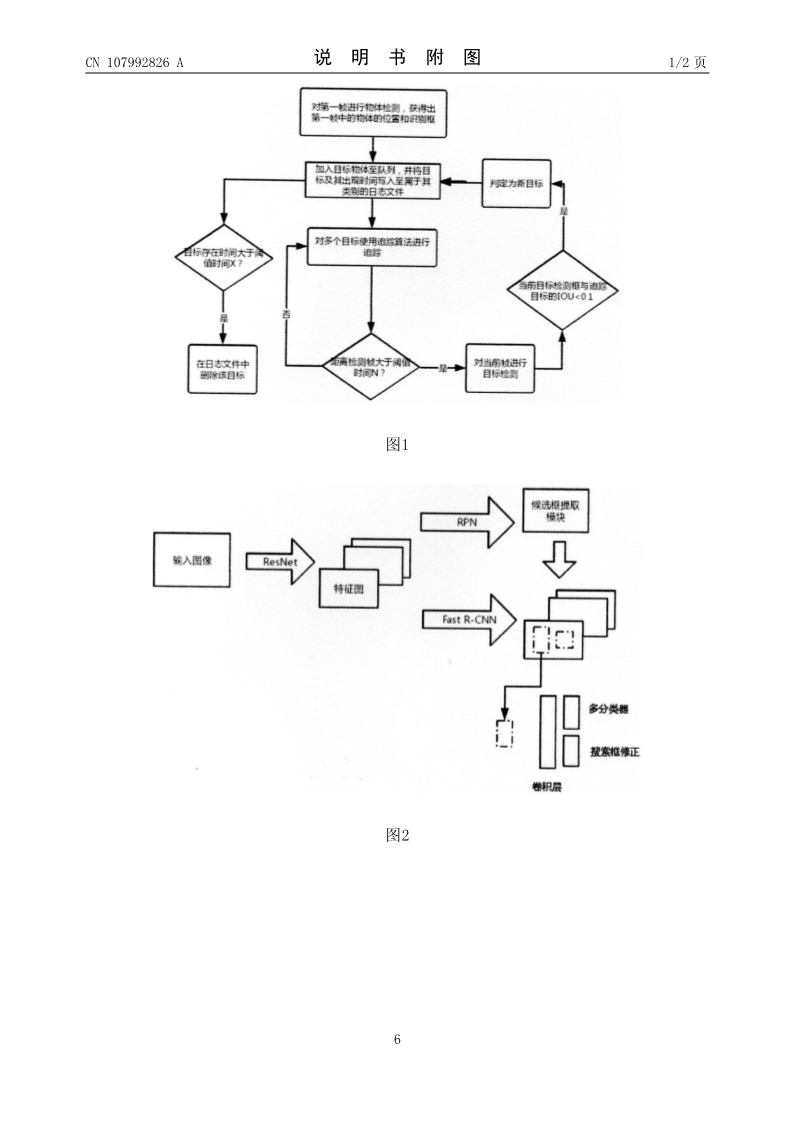 CN 107992826 A
说 明 书 附 图
1/2 页
对第一帧进行物体检测，获得出
第一帧中的物体的位置和识别框
加入目标物体至队列，并将目
标及其出现时间写入至属于其
类别的日志文件
判定为新目标
是
目标存在时间大于阈
值时间X？
对多个目标使用追踪算法进行
追踪
当前目标检测框与追踪
目标的IOU<0.1
是
否
在日志文件中
删除该目标
距离检测帧大于阈值
时间N？
是
对当前帧进行
目标检测
图1
输入图像
ResNet
特征图
RPN
候选框提取
模块
Fast R-CNN
多分类器
搜索框修正
卷积层
图2
6